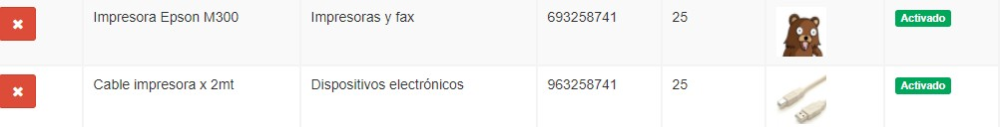 Impresora Epson M300 Impresoras y fax 693258741 25 Activado
Cable impresora x 2mt Dispositivos electrónicos 963258741 25 Activado